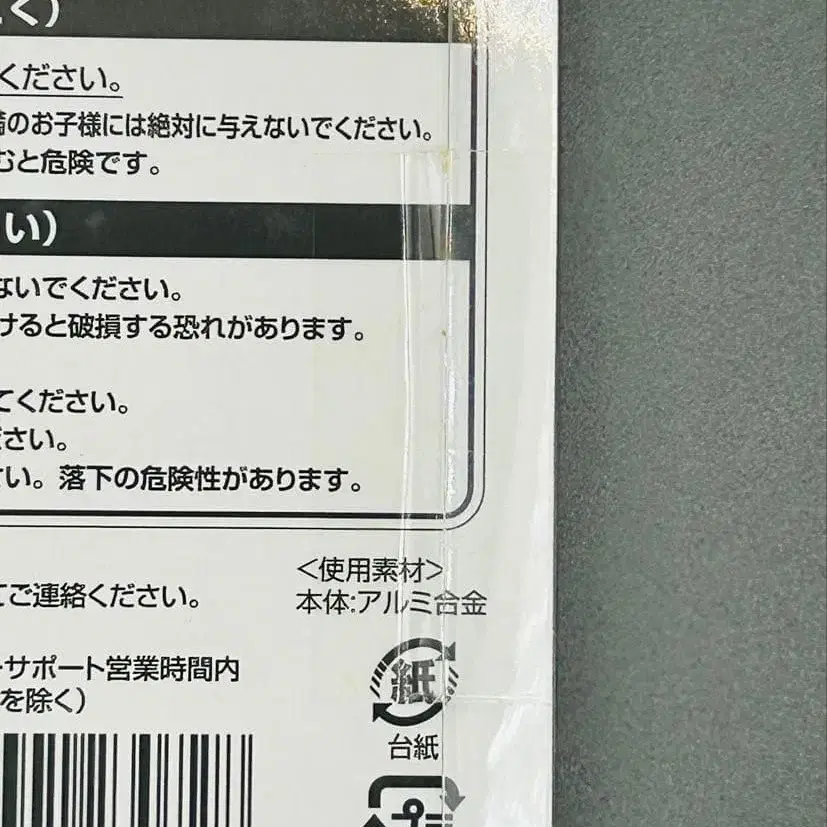 く）
ください。
歳のお子様には絶対に与えないでください。
むと危険です。
い）
ないでください。
けると破損する恐れがあります。
てください。
ださい。
さい。落下の危険性があります。
てご連絡ください。
＜使用素材＞
本体:アルミ合金
サポート営業時間内
を除く）
紙
台紙